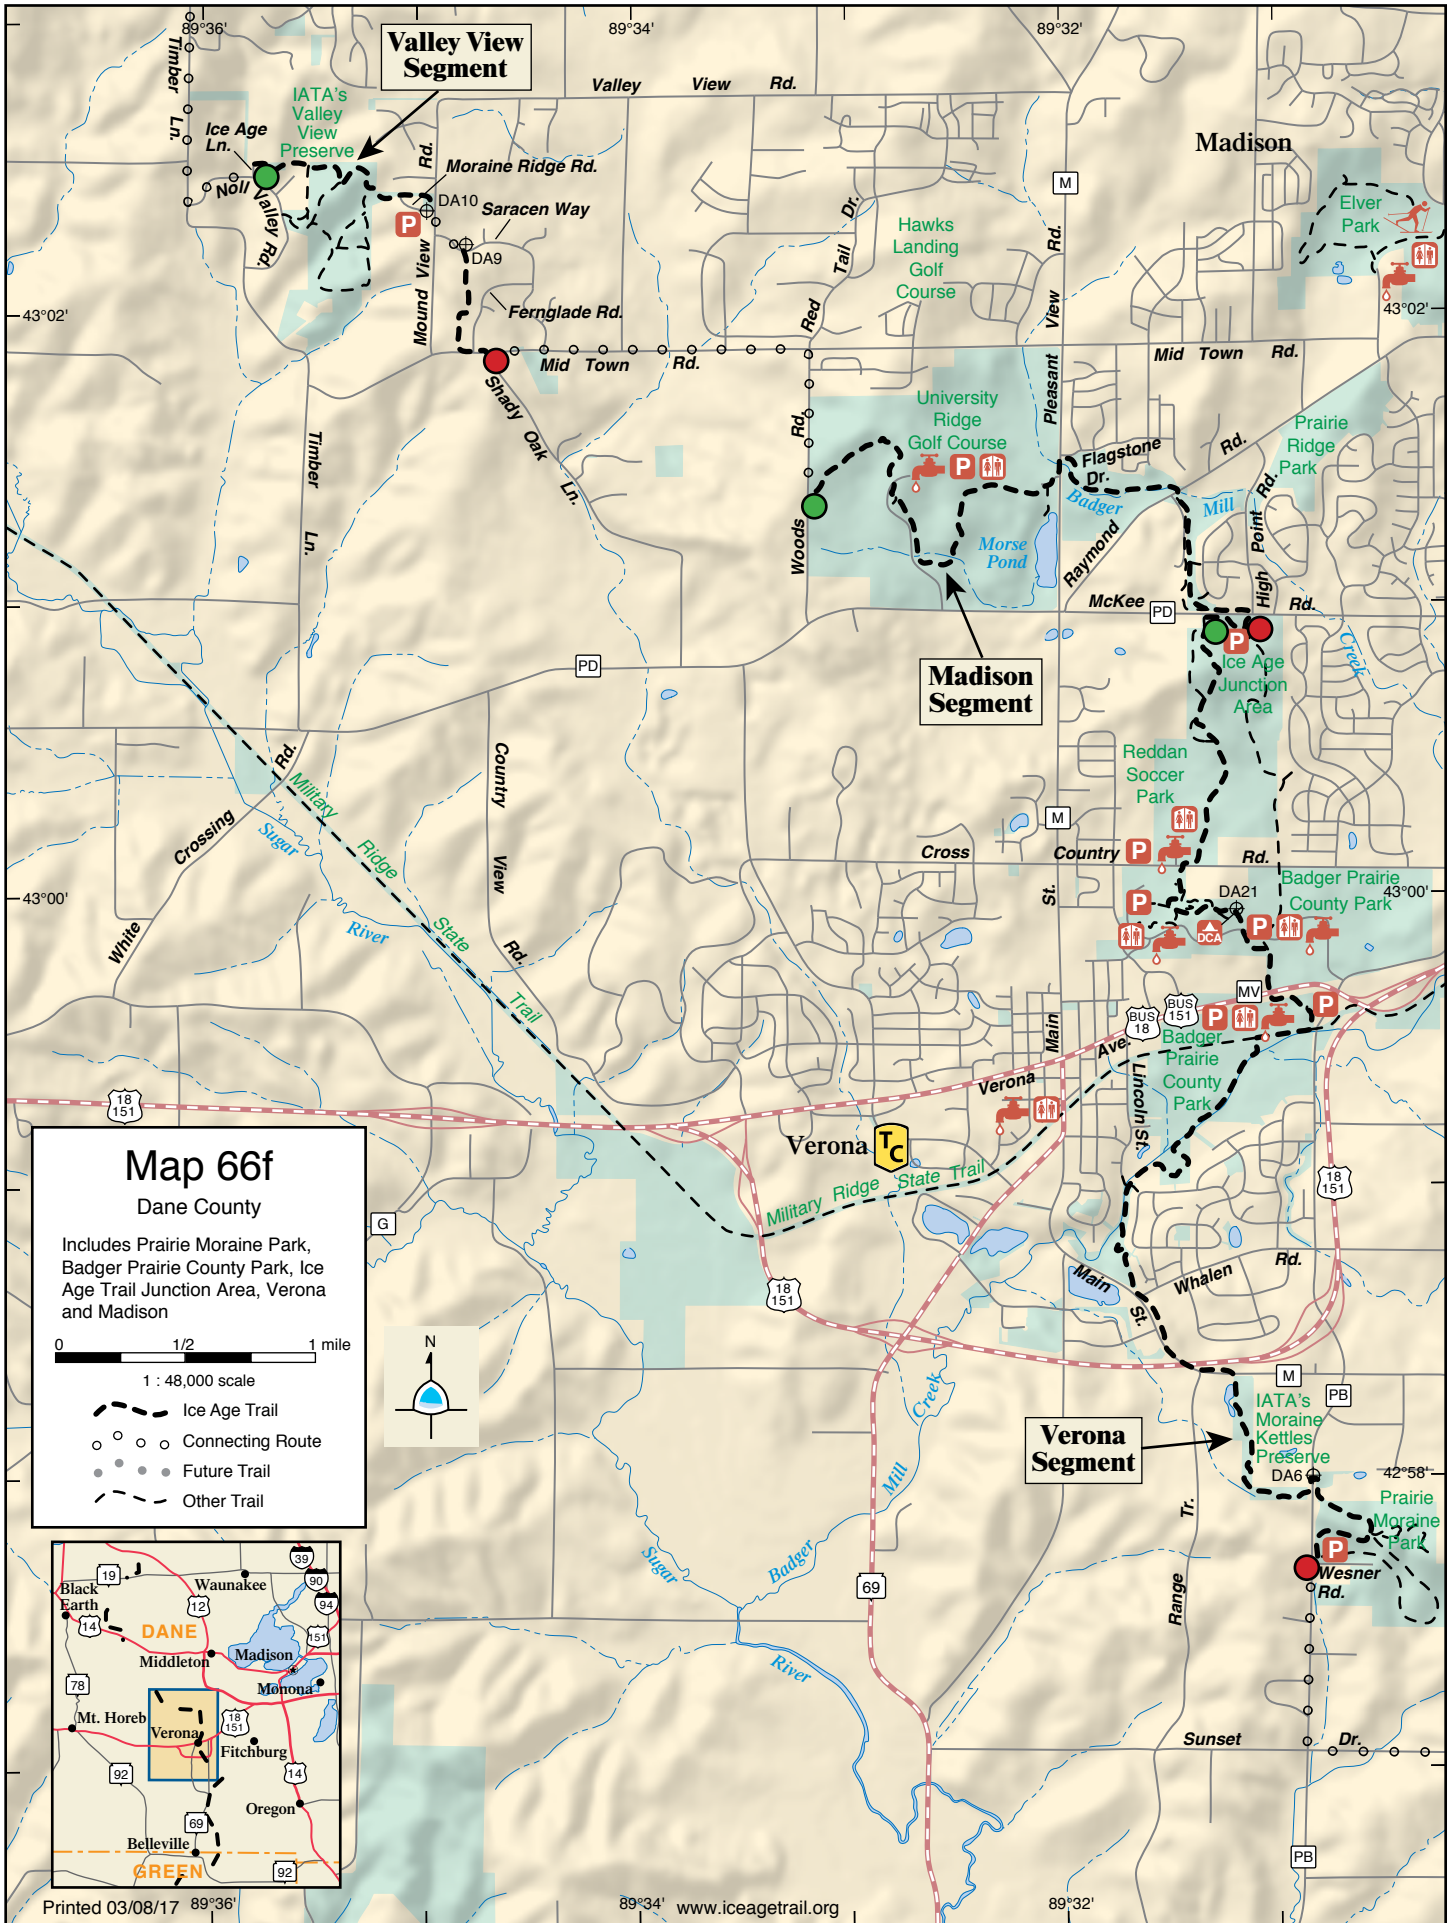 89°36'
89°34'
89°32'
Valley View
Segment
Timber
Ln.
Valley View Rd.
IATA's
Valley
View
Preserve
Ice Age
Ln.
Noll
Valley Rd.
Rd.
Mound View
Moraine Ridge Rd.
DA10
P
Saracen Way
DA9
Fernglade Rd.
Madison
M
Elver
Park
Hawks
Landing
Golf
Course
Dr.
Tail
Red
Rd.
View
Pleasant
43°02'
43°02'
Mid Town Rd.
Mid Town Rd.
Shady Oak
Ln.
Timber
Ln.
Rd.
Woods
University
Ridge
Golf Course
P
Flagstone
Dr.
Rd.
Raymond
Prairie
Ridge
Park
Badger
Mill
Creek
Rd.
Point
High
Morse
Pond
McKee
PD
Rd.
P
Ice Age
Junction
Area
Madison
Segment
PD
Country
View
Rd.
Rd.
Crossing
White
Military
Ridge
State
Trail
Sugar
River
Reddan
Soccer
Park
M
P
Cross
Country
Rd.
43°00'
43°00'
St.
Main
P
DA21
Badger Prairie
County Park
DCA
P
MV
BUS
151
BUS
18
P
P
Badger
Prairie
County
Park
Ave.
Verona
Lincoln St.
18
151
Verona
TC
Military Ridge State Trail
18
151
G
18
151
Main
St.
Whalen
Rd.
Map 66f
Dane County
Includes Prairie Moraine Park,
Badger Prairie County Park, Ice
Age Trail Junction Area, Verona
and Madison
0 1/2 1 mile
1 : 48,000 scale
Ice Age Trail
Connecting Route
Future Trail
Other Trail
N
M
PB
IATA's
Moraine
Kettles
Preserve
Verona
Segment
DA6
42°58'
Prairie
Moraine
Park
P
Wesner
Rd.
Creek
Mill
Badger
Sugar
River
69
Tr.
Range
Sunset
Dr.
PB
39
90
94
19
Waunakee
Black
Earth
12
14
DANE
151
Middleton
Madison
Monona
78
Mt. Horeb
18
151
Verona
Fitchburg
92
14
Oregon
69
Belleville
GREEN
92
Printed 03/08/17
89°36'
89°34'
www.iceagetrail.org
89°32'